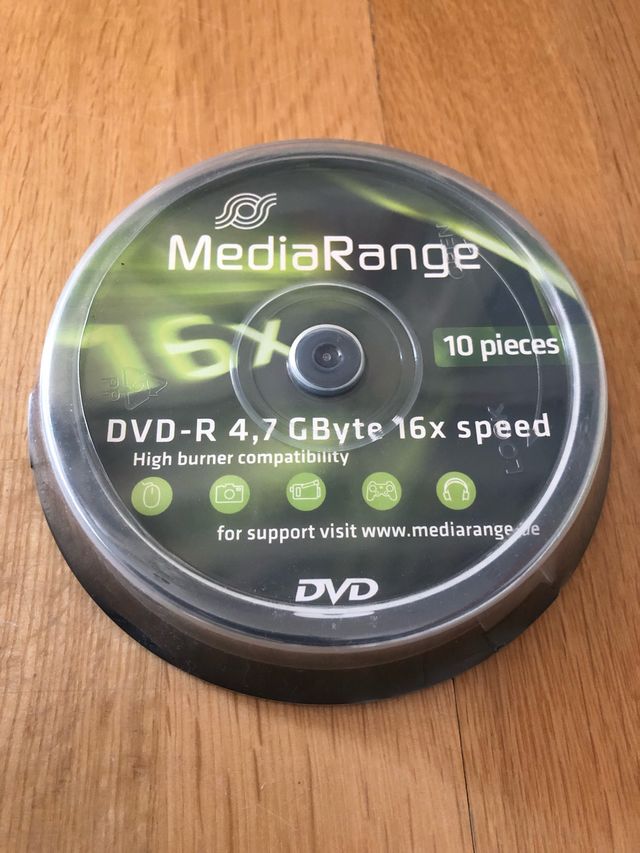 MediaRange
16x
10 pieces
DVD-R 4,7 GByte 16x speed
High burner compatibility
for support visit www.mediarange.de
DVD